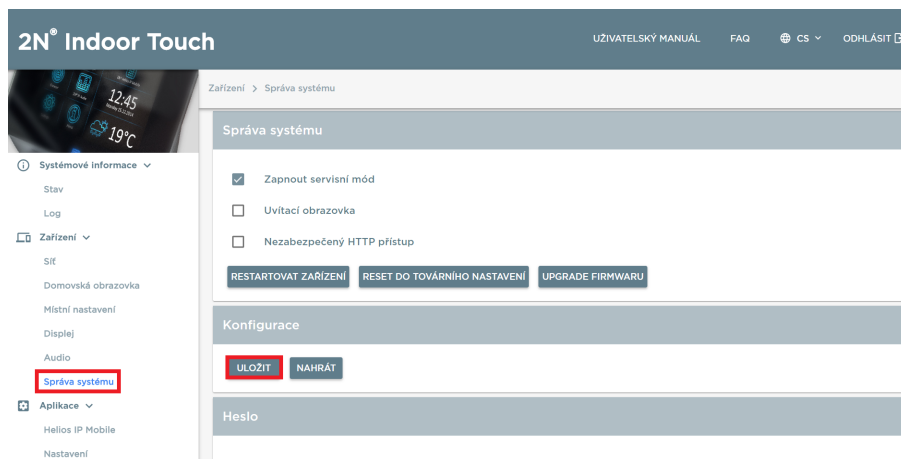 2N® Indoor Touch
UŽIVATELSKÝ MANUÁL FAQ CS ODHLÁSIT
12:45
19°C
Zařízení > Správa systému
Správa systému
Systémové informace
Zapnout servisní mód
Stav
Uvítací obrazovka
Log
Zařízení
Nezabezpečený HTTP přístup
Síť
RESTARTOVAT ZAŘÍZENÍ RESET DO TOVÁRNÍHO NASTAVENÍ UPGRADE FIRMWARU
Domovská obrazovka
Místní nastavení
Konfigurace
Displej
Audio
ULOŽIT NAHRÁT
Správa systému
Aplikace
Heslo
Helios IP Mobile
Nastavení